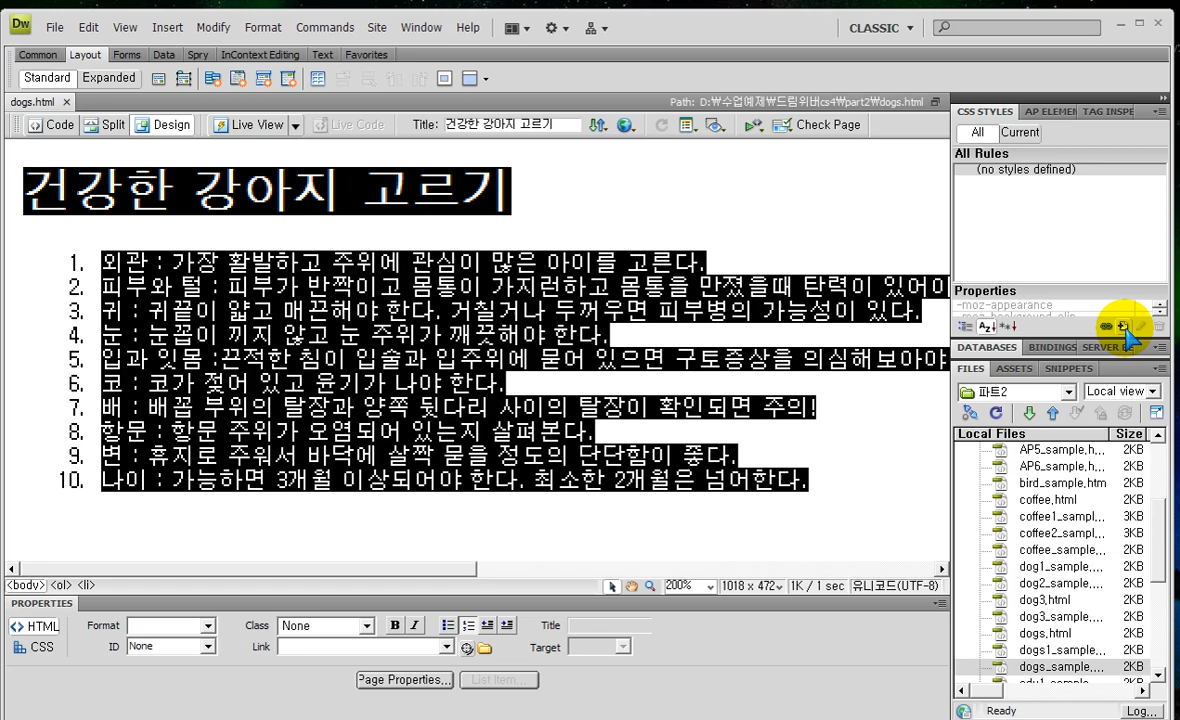 Dw File Edit View Insert Modify Format Commands Site Window Help CLASSIC
Common Layout Forms Data Spry InContext Editing Text Favorites
Standard Expanded
dogs.html Path: D:₩수업예제₩드림위버cs4₩part2₩dogs.html
Code Split Design Live View Live Code Title: 건강한 강아지 고르기 Check Page
건강한 강아지 고르기
1. 외관 : 가장 활발하고 주위에 관심이 많은 아이를 고른다.
2. 피부와 털 : 피부가 반짝이고 몸통이 가지런하고 몸통을 만졌을때 탄력이 있어야
3. 귀 : 귀끝이 얇고 매끈해야 한다. 거칠거나 두꺼우면 피부병의 가능성이 있다.
4. 눈 : 눈꼽이 끼지 않고 눈 주위가 깨끗해야 한다.
5. 입과 잇몸 :끈적한 침이 입술과 입주위에 묻어 있으면 구토증상을 의심해보아야
6. 코 : 코가 젖어 있고 윤기가 나야 한다.
7. 배 : 배꼽 부위의 탈장과 양쪽 뒷다리 사이의 탈장이 확인되면 주의!
8. 항문 : 항문 주위가 오염되어 있는지 살펴본다.
9. 변 : 휴지로 주워서 바닥에 살짝 묻을 정도의 단단함이 좋다.
10. 나이 : 가능하면 3개월 이상되어야 한다. 최소한 2개월은 넘어한다.
<body> <ol> <li> 200% 1018 x 472 1K / 1 sec 유니코드(UTF-8)
PROPERTIES
<> HTML Format Class None B I Title
CSS ID None Link Target
Page Properties... List Item...
CSS STYLES AP ELEMEI TAG INSPE
All Current
All Rules
(no styles defined)
Properties
-moz-appearance
DATABASES BINDINGS SERVER BE
FILES ASSETS SNIPPETS
파트2 Local view
Local Files Size
AP5_sample,h... 2KB
AP6_sample,h... 2KB
bird_sample,htm 2KB
coffee,html 2KB
coffee1_sampl,... 3KB
coffee2_sampl,... 3KB
coffee_sample,... 2KB
dog1_sample,... 2KB
dog2_sample,... 2KB
dog3,html 2KB
dog3_sample,... 2KB
dogs,html 2KB
dogs1_sample,... 2KB
dogs_sample,... 2KB
Ready Log...